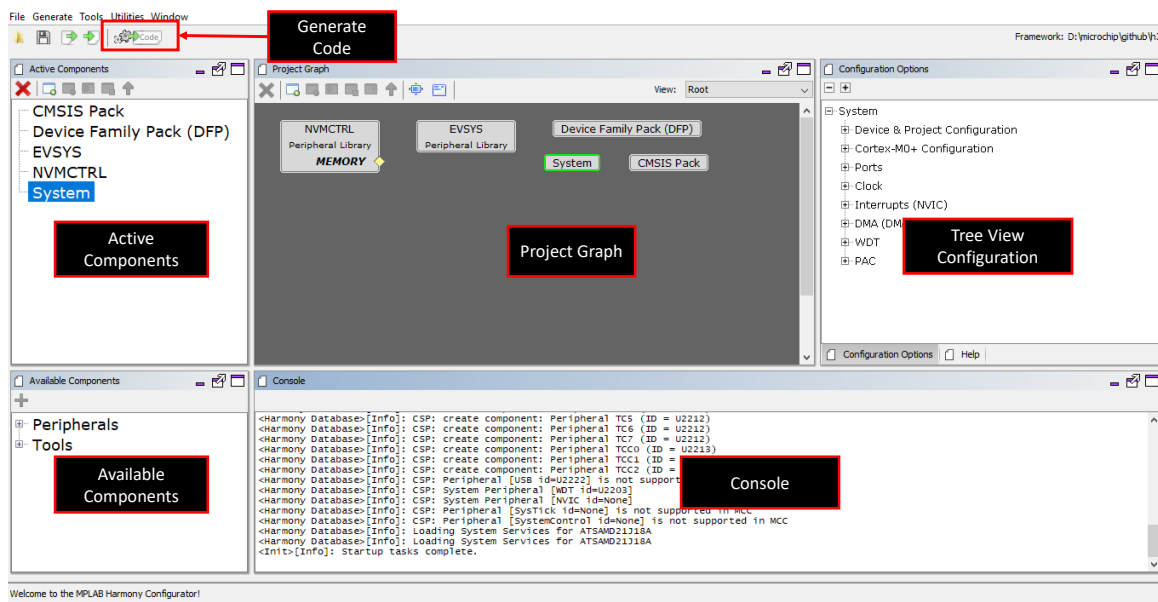 File Generate Tools Utilities Window
Generate
Code
Code
Framework: D:\microchip\github\h3
Active Components
CMSIS Pack
Device Family Pack (DFP)
EVSYS
NVMCTRL
System
Active
Components
Project Graph
View: Root
NVMCTRL
Peripheral Library
MEMORY
EVSYS
Peripheral Library
Device Family Pack (DFP)
System
CMSIS Pack
Project Graph
Configuration Options
System
Device & Project Configuration
Cortex-M0+ Configuration
Ports
Clock
Interrupts (NVIC)
DMA (DM
WDT
PAC
Tree View
Configuration
Configuration Options Help
Available Components
Peripherals
Tools
Available
Components
Console
<Harmony Database>[Info]: CSP: create component: Peripheral TC5 (ID = U2212)
<Harmony Database>[Info]: CSP: create component: Peripheral TC6 (ID = U2212)
<Harmony Database>[Info]: CSP: create component: Peripheral TC7 (ID = U2212)
<Harmony Database>[Info]: CSP: create component: Peripheral TCC0 (ID = U2213)
<Harmony Database>[Info]: CSP: create component: Peripheral TCC1 (ID =
<Harmony Database>[Info]: CSP: create component: Peripheral TCC2 (ID =
<Harmony Database>[Info]: CSP: Peripheral [USB id=U2222] is not support
<Harmony Database>[Info]: CSP: System Peripheral [WDT id=U2203]
<Harmony Database>[Info]: CSP: System Peripheral [NVIC id=None]
<Harmony Database>[Info]: CSP: Peripheral [SysTick id=None] is not supported in MCC
<Harmony Database>[Info]: CSP: Peripheral [SystemControl id=None] is not supported in MCC
<Harmony Database>[Info]: Loading System Services for ATSAMD21J18A
<Harmony Database>[Info]: Loading System Services for ATSAMD21J18A
<Init>[Info]: Startup tasks complete.
Console
Welcome to the MPLAB Harmony Configurator!